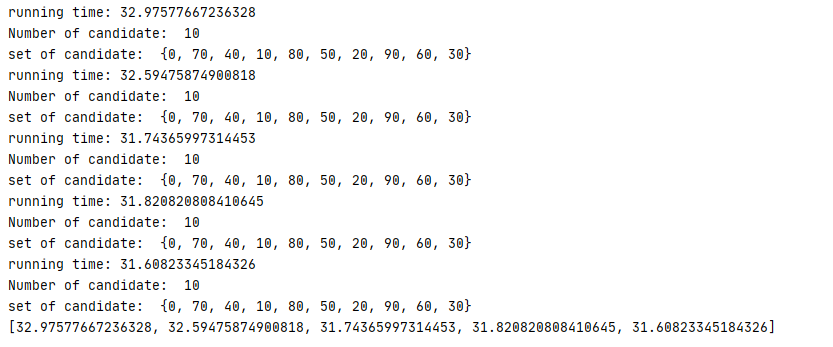 running time: 32.97577667236328
Number of candidate:  10
set of candidate:  {0, 70, 40, 10, 80, 50, 20, 90, 60, 30}
running time: 32.59475874900818
Number of candidate:  10
set of candidate:  {0, 70, 40, 10, 80, 50, 20, 90, 60, 30}
running time: 31.74365997314453
Number of candidate:  10
set of candidate:  {0, 70, 40, 10, 80, 50, 20, 90, 60, 30}
running time: 31.820820808410645
Number of candidate:  10
set of candidate:  {0, 70, 40, 10, 80, 50, 20, 90, 60, 30}
running time: 31.60823345184326
Number of candidate:  10
set of candidate:  {0, 70, 40, 10, 80, 50, 20, 90, 60, 30}
[32.97577667236328, 32.59475874900818, 31.74365997314453, 31.820820808410645, 31.60823345184326]